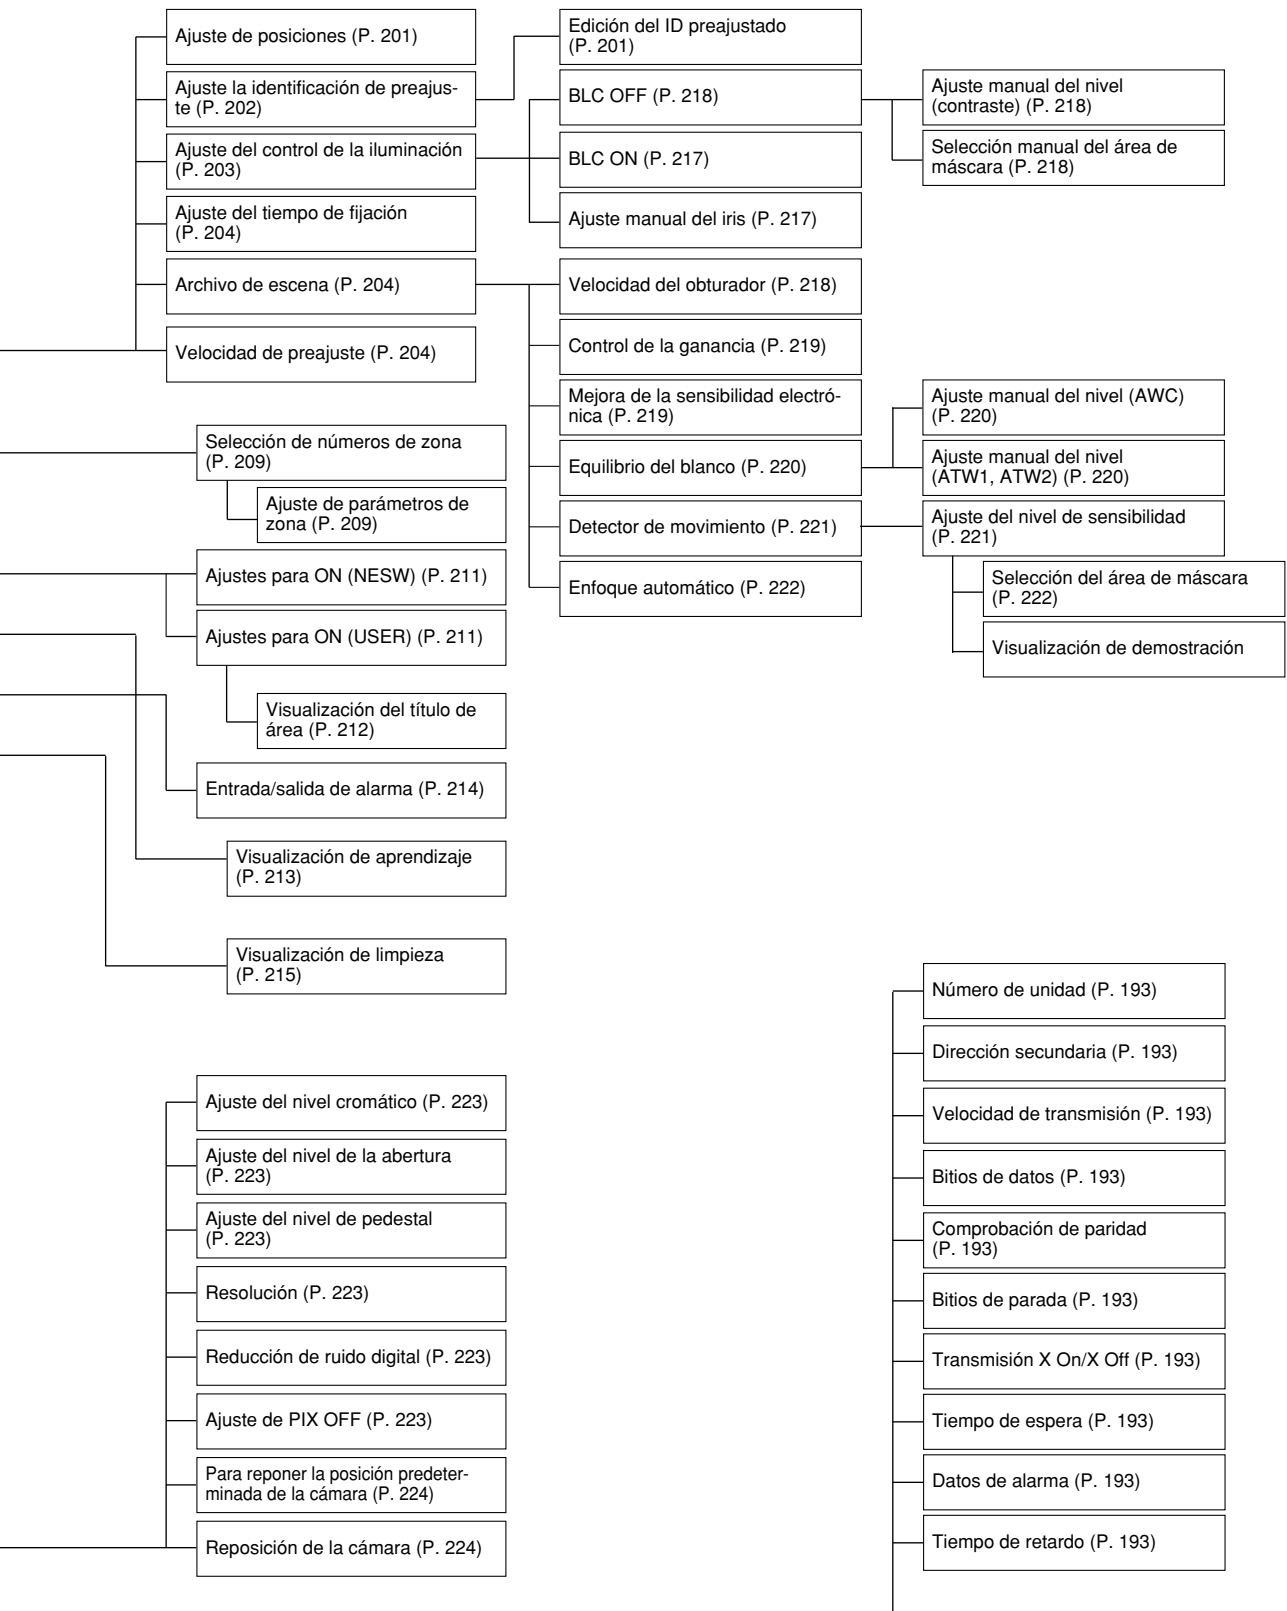 Ajuste de posiciones (P. 201)
Ajuste la identificación de preajus-
te (P. 202)
Ajuste del control de la iluminación
(P. 203)
Ajuste del tiempo de fijación
(P. 204)
Archivo de escena (P. 204)
Velocidad de preajuste (P. 204)
Edición del ID preajustado
(P. 201)
BLC OFF (P. 218)
BLC ON (P. 217)
Ajuste manual del iris (P. 217)
Ajuste manual del nivel
(contraste) (P. 218)
Selección manual del área de
máscara (P. 218)
Velocidad del obturador (P. 218)
Control de la ganancia (P. 219)
Mejora de la sensibilidad electró-
nica (P. 219)
Equilibrio del blanco (P. 220)
Detector de movimiento (P. 221)
Enfoque automático (P. 222)
Ajuste manual del nivel (AWC)
(P. 220)
Ajuste manual del nivel
(ATW1, ATW2) (P. 220)
Ajuste del nivel de sensibilidad
(P. 221)
Selección del área de máscara
(P. 222)
Visualización de demostración
Selección de números de zona
(P. 209)
Ajuste de parámetros de
zona (P. 209)
Ajustes para ON (NESW) (P. 211)
Ajustes para ON (USER) (P. 211)
Visualización del título de
área (P. 212)
Entrada/salida de alarma (P. 214)
Visualización de aprendizaje
(P. 213)
Visualización de limpieza
(P. 215)
Ajuste del nivel cromático (P. 223)
Ajuste del nivel de la abertura
(P. 223)
Ajuste del nivel de pedestal
(P. 223)
Resolución (P. 223)
Reducción de ruido digital (P. 223)
Ajuste de PIX OFF (P. 223)
Para reponer la posición predeter-
minada de la cámara (P. 224)
Reposición de la cámara (P. 224)
Número de unidad (P. 193)
Dirección secundaria (P. 193)
Velocidad de transmisión (P. 193)
Bitios de datos (P. 193)
Comprobación de paridad
(P. 193)
Bitios de parada (P. 193)
Transmisión X On/X Off (P. 193)
Tiempo de espera (P. 193)
Datos de alarma (P. 193)
Tiempo de retardo (P. 193)